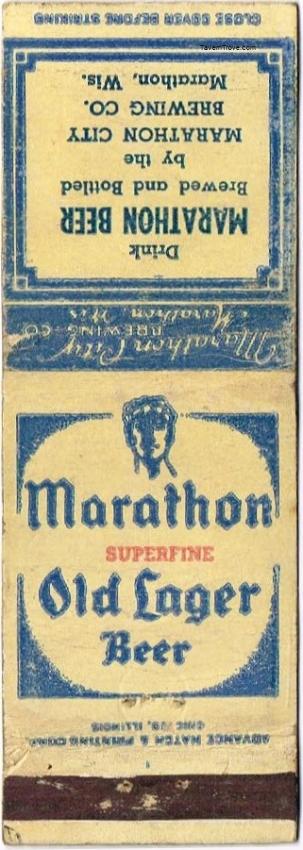 TavernTrove.com
CLOSE COVER BEFORE STRIKING
Drink
MARATHON BEER
Brewed and Bottled
by the
MARATHON CITY
BREWING CO.
Marathon, Wis.
Marathon City
BREWING CO.
Marathon, Wis.
Marathon
SUPERFINE
Old Lager
Beer
ADVANCE MATCH & PRINTING CORP.
CHICAGO, ILLINOIS